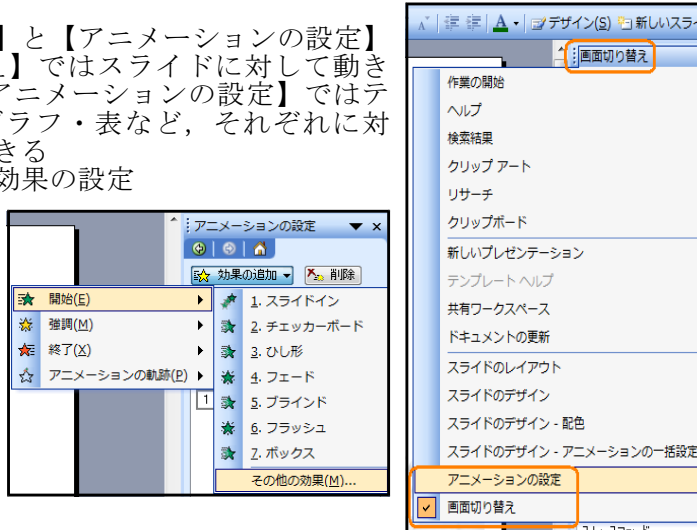 】と【アニメーションの設定】
】ではスライドに対して動き
アニメーションの設定】ではテ
グラフ・表など，それぞれに対
きる
効果の設定
アニメーションの設定
効果の追加
削除
開始(E)
強調(M)
終了(X)
アニメーションの軌跡(P)
1
1. スライドイン
2. チェッカーボード
3. ひし形
4. フェード
5. ブラインド
6. フラッシュ
7. ボックス
その他の効果(M)...
A デザイン(S) 新しいスライ
画面切り替え
作業の開始
ヘルプ
検索結果
クリップ アート
リサーチ
クリップボード
新しいプレゼンテーション
テンプレート ヘルプ
共有ワークスペース
ドキュメントの更新
スライドのレイアウト
スライドのデザイン
スライドのデザイン - 配色
スライドのデザイン - アニメーションの一括設定
アニメーションの設定
画面切り替え